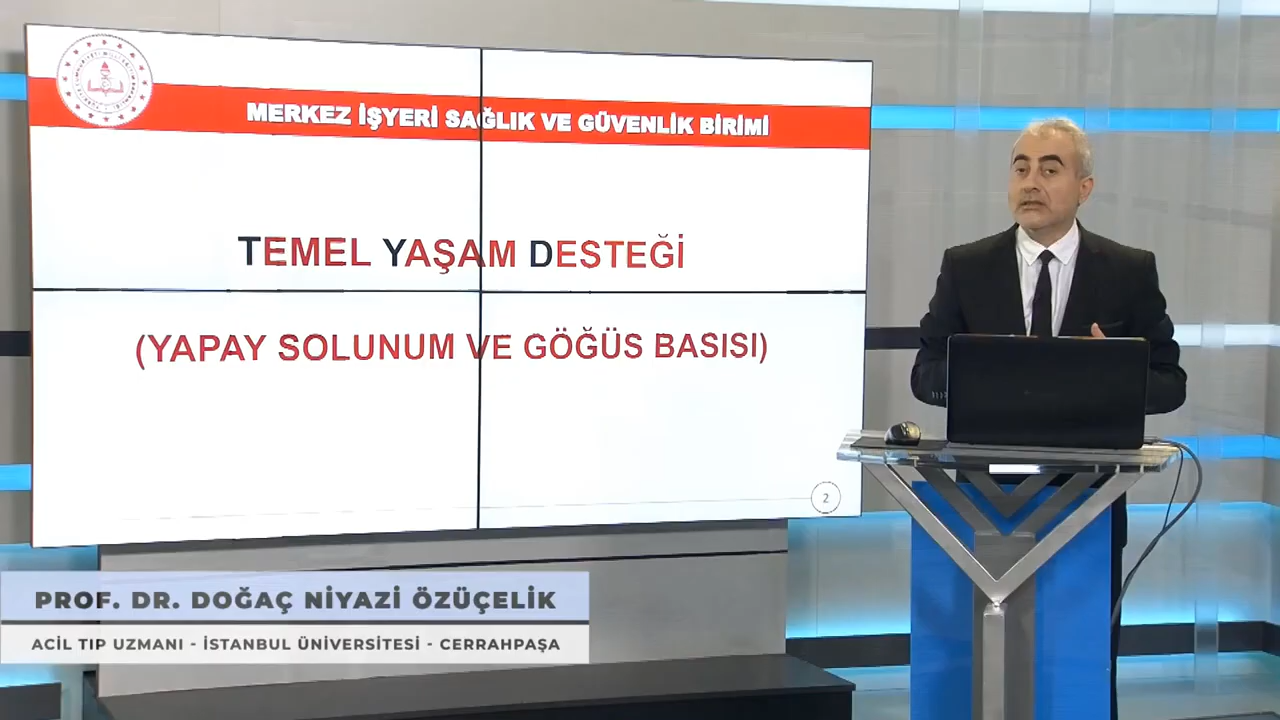 MERKEZ İŞYERİ SAĞLIK VE GÜVENLİK BİRİMİ
TEMEL YAŞAM DESTEĞİ
(YAPAY SOLUNUM VE GÖĞÜS BASISI)
2
PROF. DR. DOĞAÇ NİYAZİ ÖZÜÇELİK
ACİL TIP UZMANI - İSTANBUL ÜNİVERSİTESİ - CERRAHPAŞA